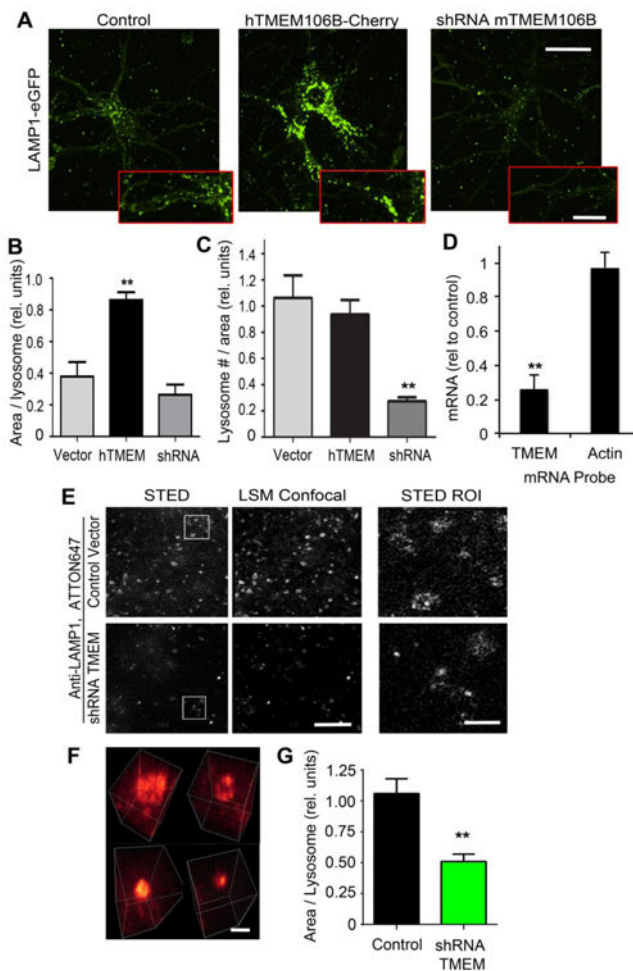 A
Control
hTMEM106B-Cherry
shRNA mTMEM106B
LAMP1-eGFP
B
Area / lysosome (rel. units)
1.0
0.8
0.6
0.4
0.2
0
**
Vector
hTMEM
shRNA
C
Lysosome # / area (rel. units)
1.4
1.2
1.0
0.8
0.6
0.4
0.2
0
**
Vector
hTMEM
shRNA
D
mRNA (rel to control)
1
0.8
0.6
0.4
0.2
0
**
TMEM
Actin
mRNA Probe
E
STED
LSM Confocal
STED ROI
Anti-LAMP1, ATTON647
Control Vector
shRNA TMEM
F
G
Area / Lysosome (rel. units)
1.25
1.00
0.75
0.50
0.25
0
**
Control
shRNA
TMEM